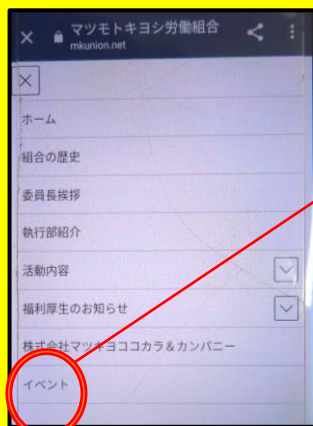 マツモトキヨシ労働組合
mkunion.net
ホーム
組合の歴史
委員長挨拶
執行部紹介
活動内容
福利厚生のお知らせ
株式会社マツキヨココカラ&カンパニー
イベント